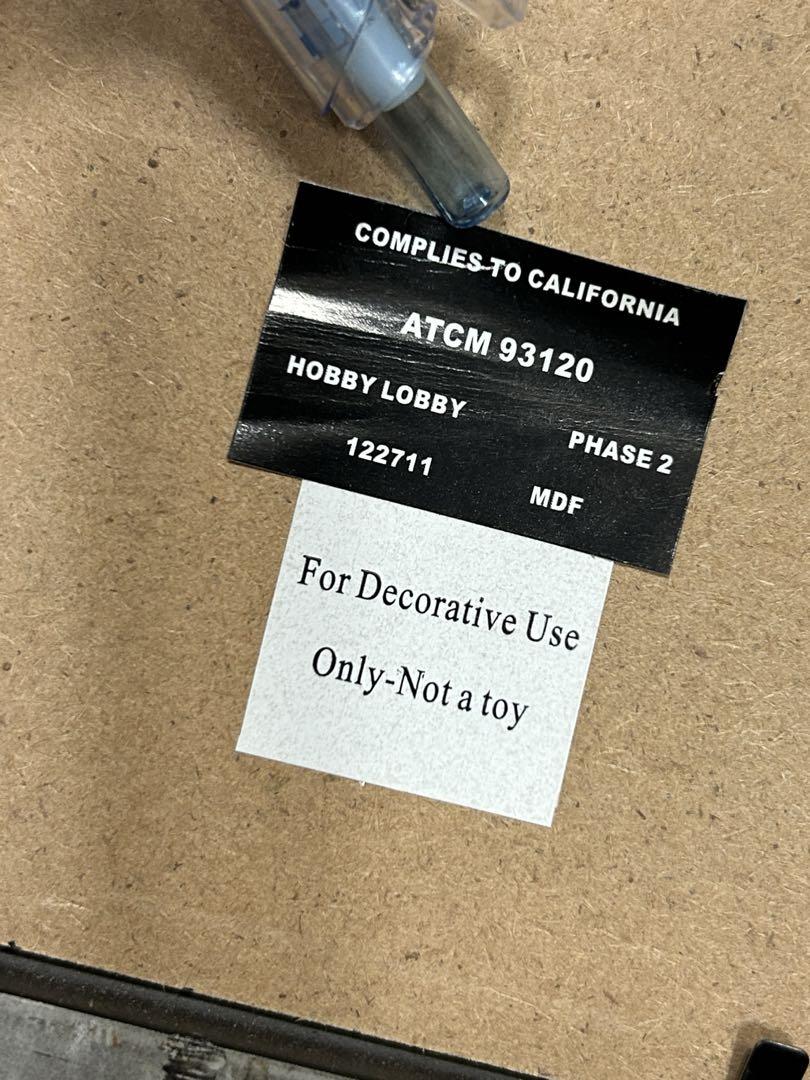 COMPLIES TO CALIFORNIA
ATCM 93120
HOBBY LOBBY
PHASE 2
122711
MDF
For Decorative Use
Only-Not a toy